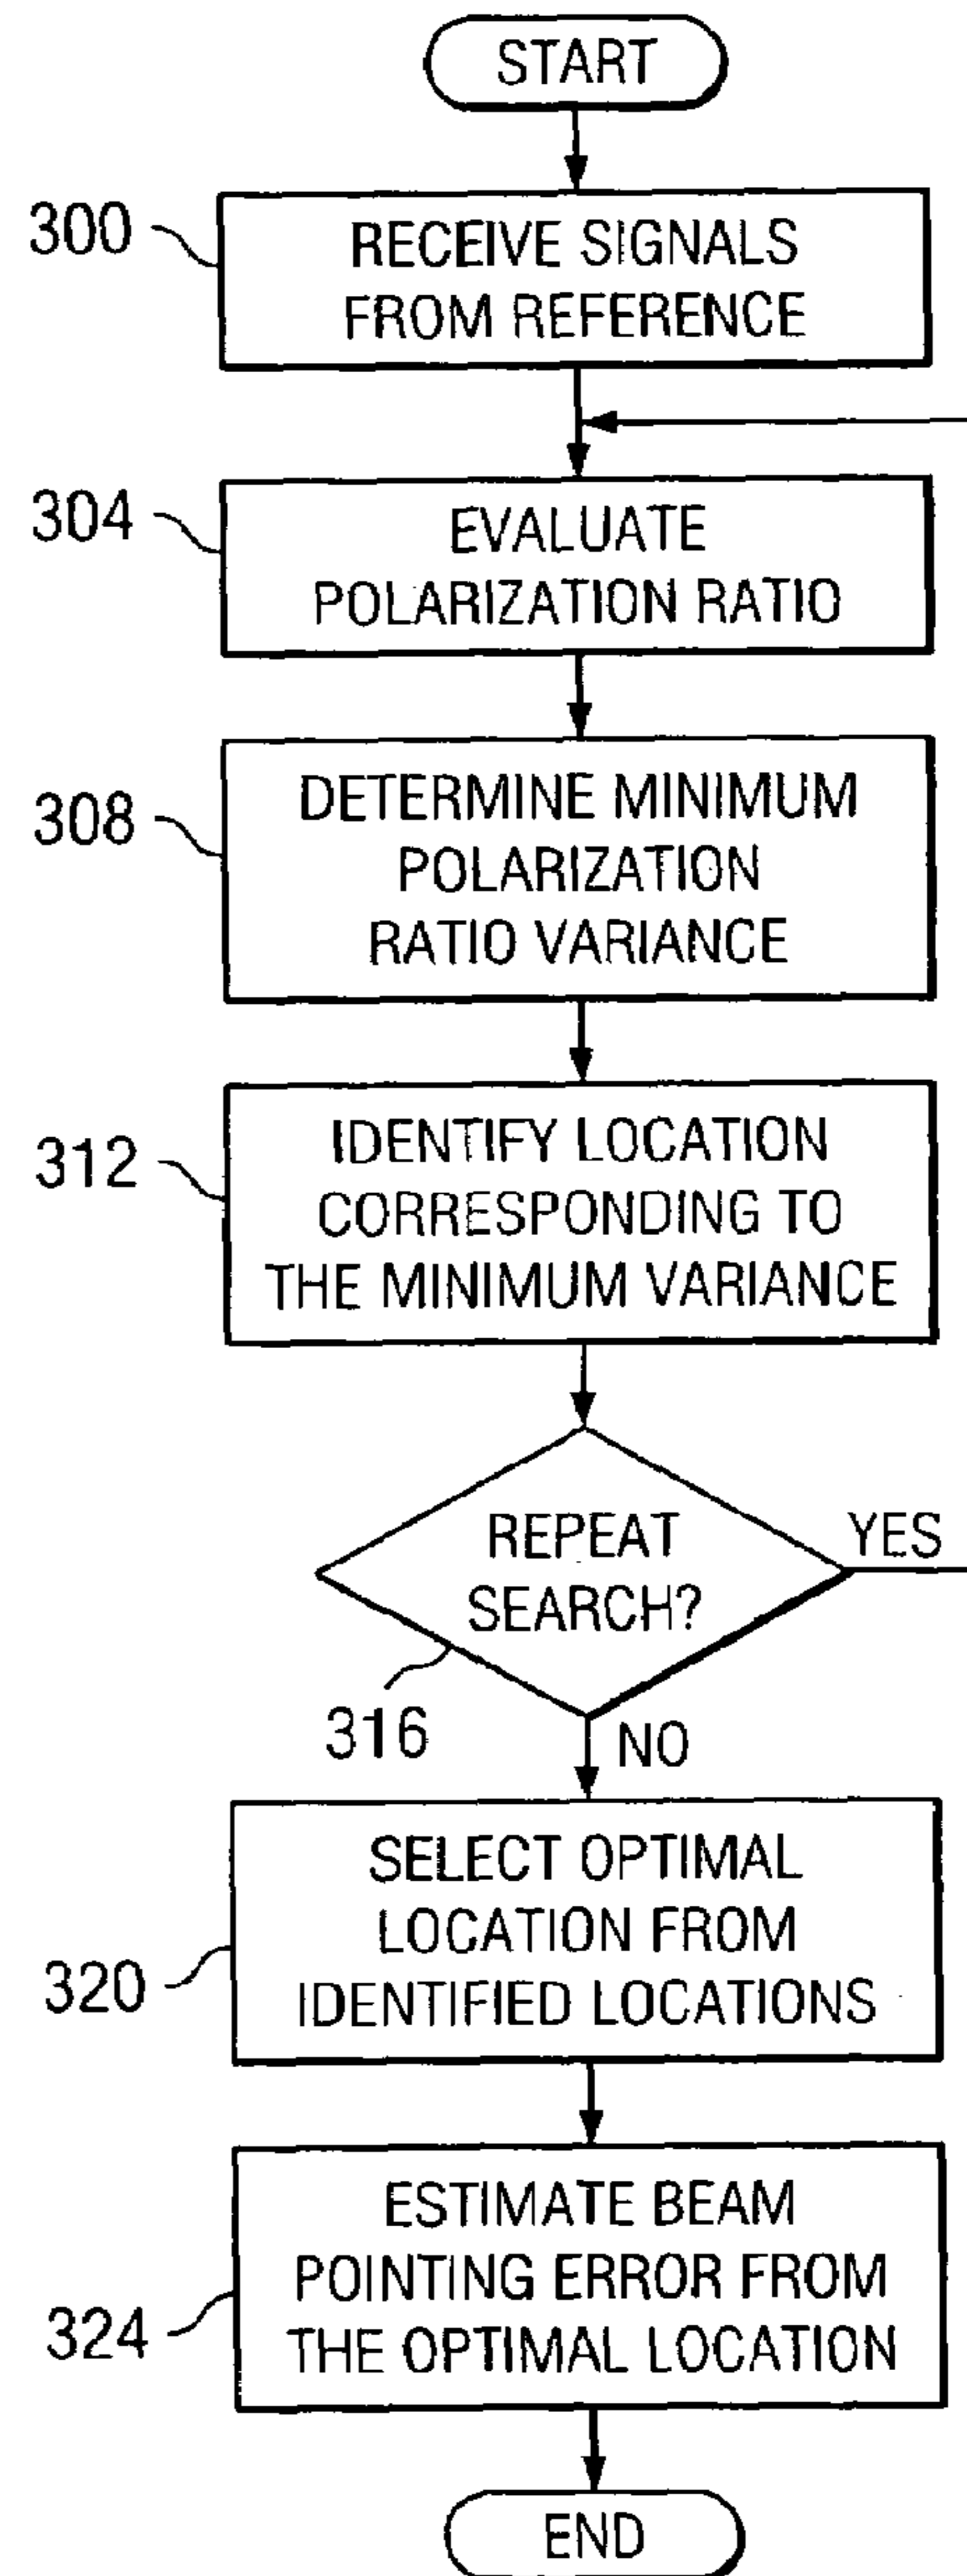 START
300
RECEIVE SIGNALS
FROM REFERENCE
304
EVALUATE
POLARIZATION RATIO
308
DETERMINE MINIMUM
POLARIZATION
RATIO VARIANCE
312
IDENTIFY LOCATION
CORRESPONDING TO
THE MINIMUM VARIANCE
REPEAT
SEARCH?
YES
316
NO
320
SELECT OPTIMAL
LOCATION FROM
IDENTIFIED LOCATIONS
324
ESTIMATE BEAM
POINTING ERROR FROM
THE OPTIMAL LOCATION
END